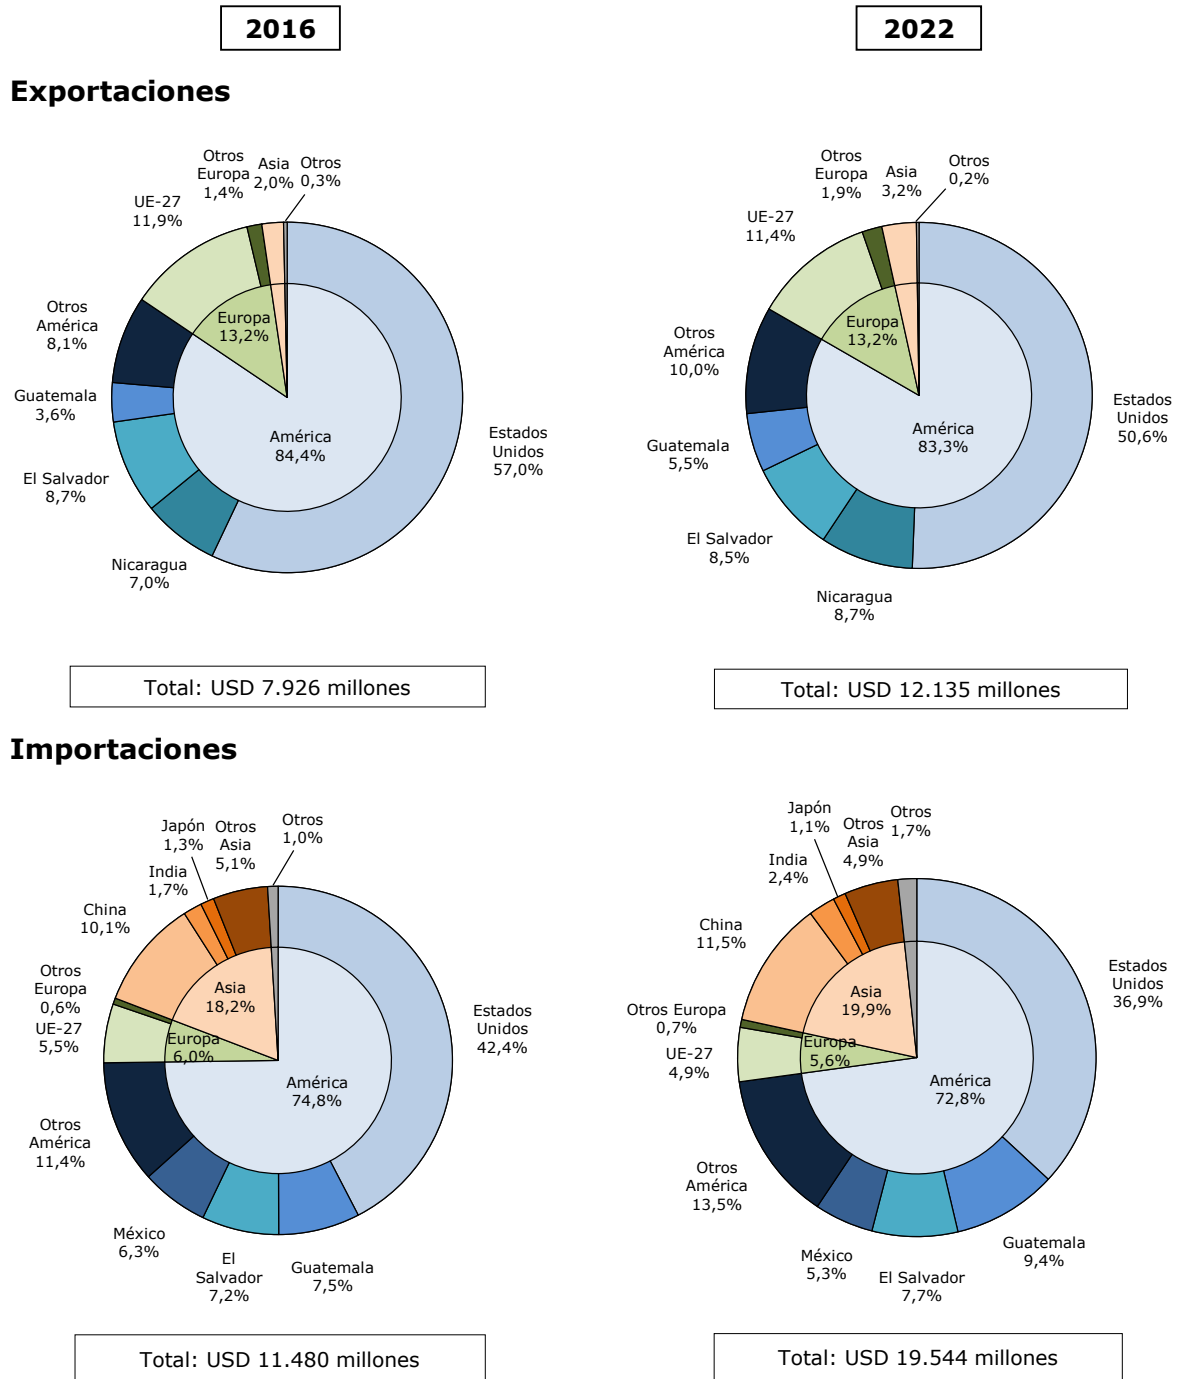 2016
2022
Exportaciones
Otros
Europa
1,4%
Asia
2,0%
Otros
0,3%
UE-27
11,9%
Otros
América
8,1%
Europa
13,2%
Guatemala
3,6%
América
84,4%
Estados
Unidos
57,0%
El Salvador
8,7%
Nicaragua
7,0%
Total: USD 7.926 millones
Otros
Europa
1,9%
Asia
3,2%
Otros
0,2%
UE-27
11,4%
Otros
América
10,0%
Europa
13,2%
Guatemala
5,5%
América
83,3%
Estados
Unidos
50,6%
El Salvador
8,5%
Nicaragua
8,7%
Total: USD 12.135 millones
Importaciones
Japón
1,3%
Otros
Asia
5,1%
Otros
1,0%
India
1,7%
China
10,1%
Otros
Europa
0,6%
UE-27
5,5%
Asia
18,2%
Europa
6,0%
América
74,8%
Estados
Unidos
42,4%
Otros
América
11,4%
México
6,3%
El
Salvador
7,2%
Guatemala
7,5%
Total: USD 11.480 millones
Japón
1,1%
Otros
Asia
4,9%
Otros
1,7%
India
2,4%
China
11,5%
Otros Europa
0,7%
UE-27
4,9%
Asia
19,9%
Europa
5,6%
América
72,8%
Estados
Unidos
36,9%
Otros
América
13,5%
México
5,3%
El Salvador
7,7%
Guatemala
9,4%
Total: USD 19.544 millones